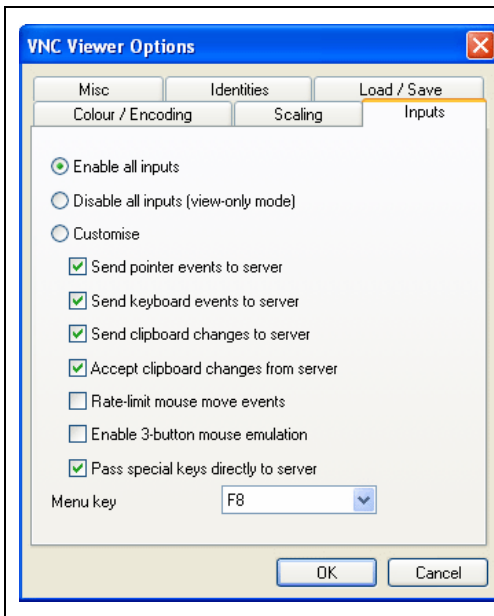 VNC Viewer Options
Misc Identities Load / Save
Colour / Encoding Scaling Inputs
Enable all inputs
Disable all inputs (view-only mode)
Customise
Send pointer events to server
Send keyboard events to server
Send clipboard changes to server
Accept clipboard changes from server
Rate-limit mouse move events
Enable 3-button mouse emulation
Pass special keys directly to server
Menu key F8
OK Cancel